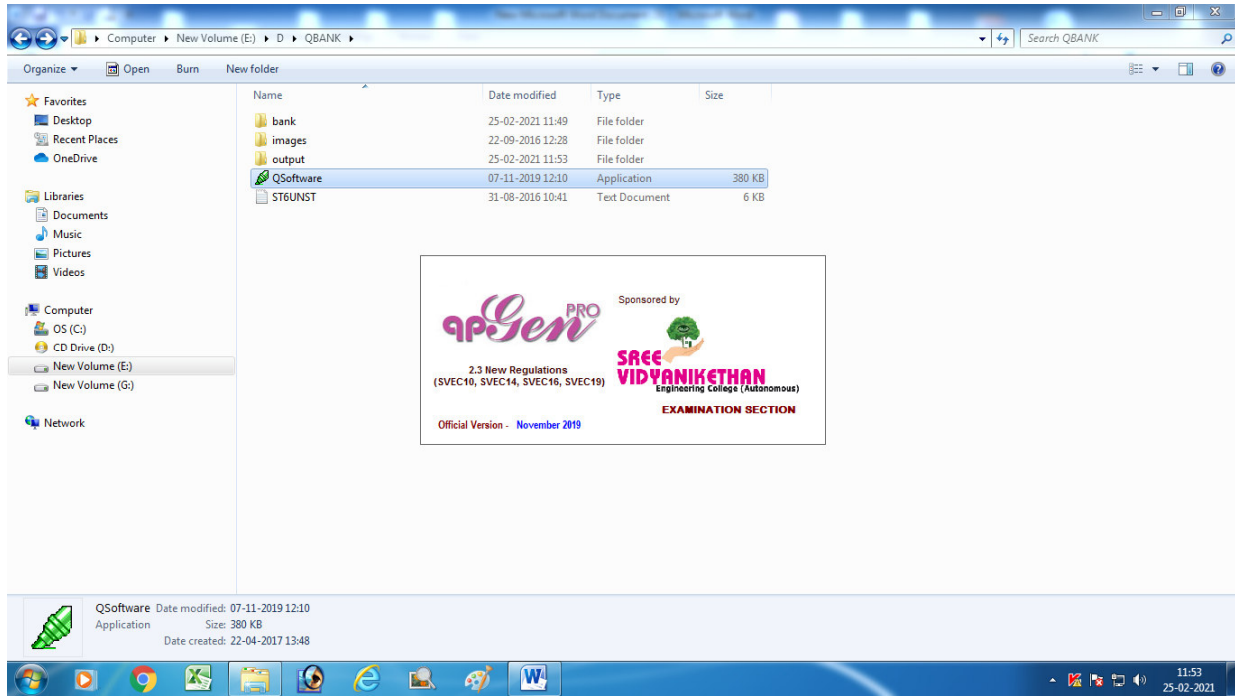 Computer ▸ New Volume (E:) ▸ D ▸ QBANK ▸
Search QBANK
Organize Open Burn New folder
Name Date modified Type Size
Favorites
Desktop
Recent Places
OneDrive
Libraries
Documents
Music
Pictures
Videos
Computer
OS (C:)
CD Drive (D:)
New Volume (E:)
New Volume (G:)
Network
bank 25-02-2021 11:49 File folder
images 22-09-2016 12:28 File folder
output 25-02-2021 11:53 File folder
QSoftware 07-11-2019 12:10 Application 380 KB
ST6UNST 31-08-2016 10:41 Text Document 6 KB
qpGen PRO
2.3 New Regulations
(SVEC10, SVEC14, SVEC16, SVEC19)
Official Version - November 2019
Sponsored by
SREE
VIDYANIKETHAN
Engineering College (Autonomous)
EXAMINATION SECTION
QSoftware Date modified: 07-11-2019 12:10
Application Size: 380 KB
Date created: 22-04-2017 13:48
11:53
25-02-2021